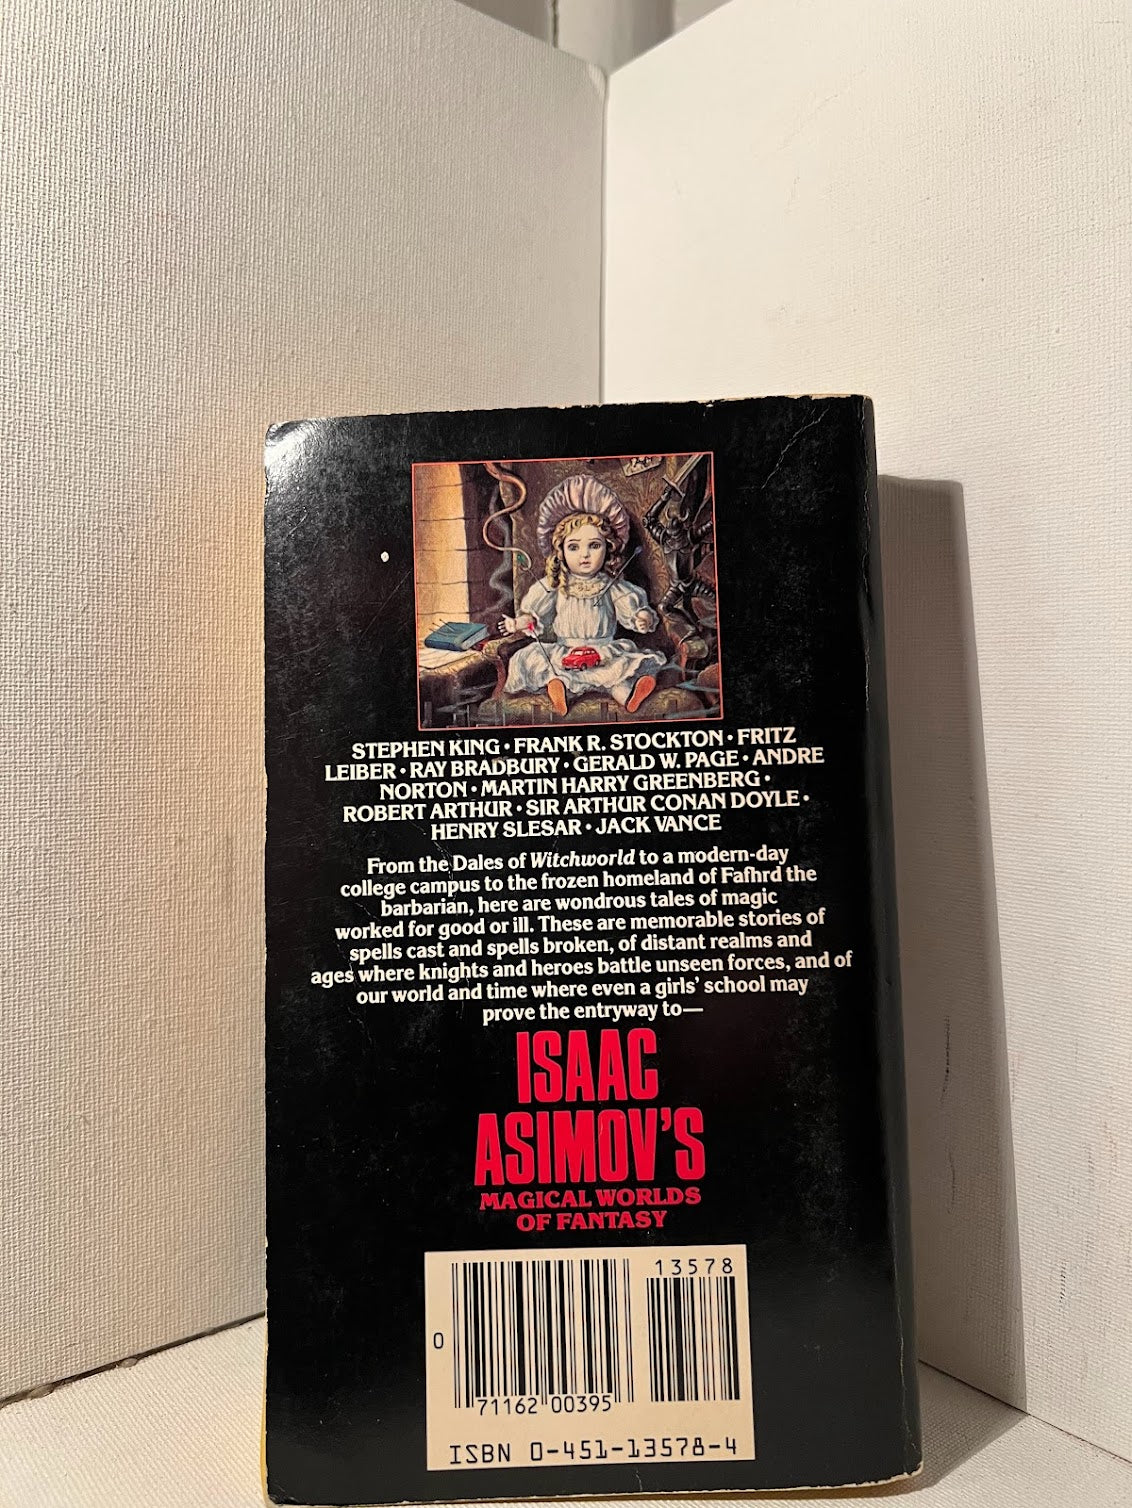 STEPHEN KING • FRANK R. STOCKTON • FRITZ
LEIBER • RAY BRADBURY • GERALD W. PAGE • ANDRE
NORTON • MARTIN HARRY GREENBERG •
ROBERT ARTHUR • SIR ARTHUR CONAN DOYLE •
HENRY SLESAR • JACK VANCE
From the Dales of Witchworld to a modern-day
college campus to the frozen homeland of Fafhrd the
barbarian, here are wondrous tales of magic
worked for good or ill. These are memorable stories of
spells cast and spells broken, of distant realms and
ages where knights and heroes battle unseen forces, and of
our world and time where even a girls' school may
prove the entryway to—
ISAAC
ASIMOV'S
MAGICAL WORLDS
OF FANTASY
13578
0
71162 00395
ISBN 0-451-13578-4